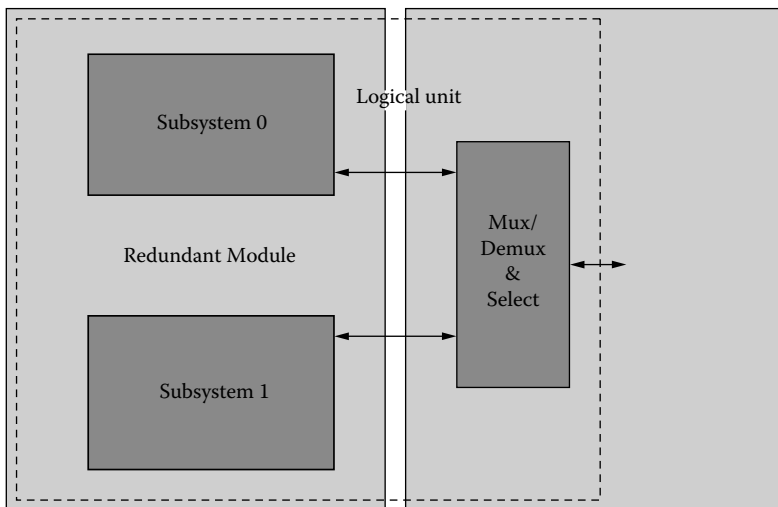 Logical unit
Subsystem 0
Redundant Module
Mux/
Demux
&
Select
Subsystem 1